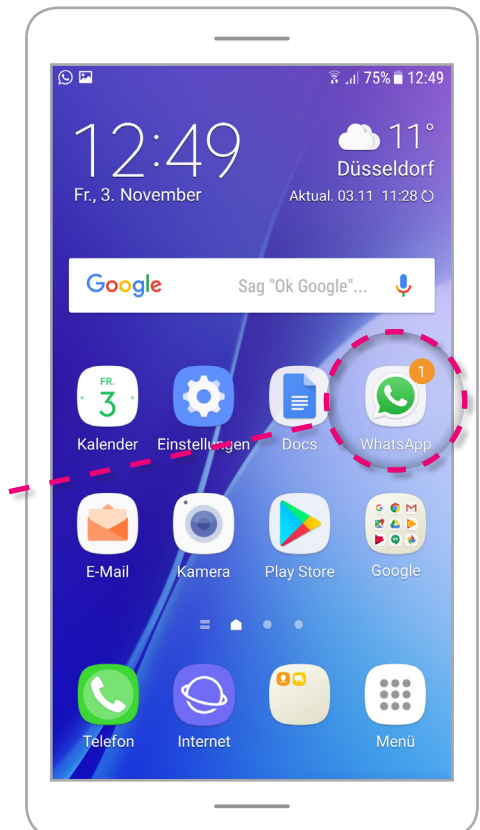 75% 12:49
12:49
11°
Düsseldorf
Fr., 3. November
Aktual. 03.11 11:28
Google
Sag "Ok Google"...
1
FR.
3
Kalender
Einstellungen
Docs
WhatsApp
E-Mail
Kamera
Play Store
Google
Telefon
Internet
Menü